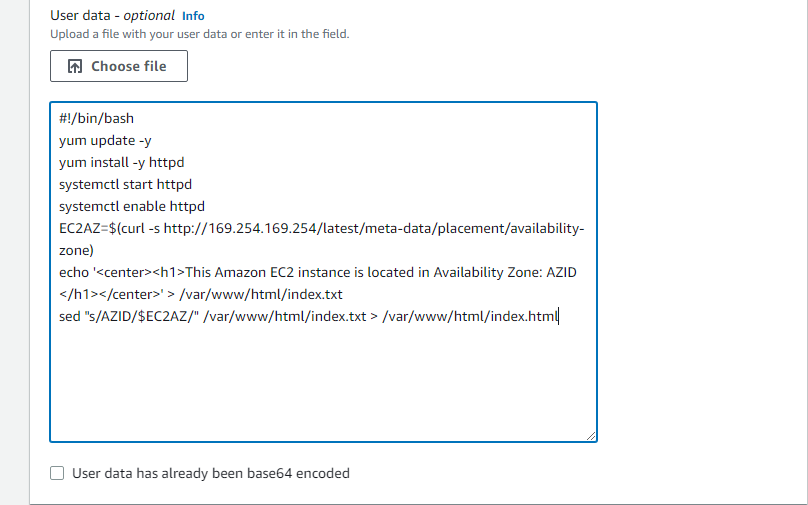 User data - optional Info
Upload a file with your user data or enter it in the field.
Choose file
#!/bin/bash
yum update -y
yum install -y httpd
systemctl start httpd
systemctl enable httpd
EC2AZ=$(curl -s http://169.254.169.254/latest/meta-data/placement/availability-
zone)
echo '<center><h1>This Amazon EC2 instance is located in Availability Zone: AZID
</h1></center>' > /var/www/html/index.txt
sed "s/AZID/$EC2AZ/" /var/www/html/index.txt > /var/www/html/index.html
User data has already been base64 encoded